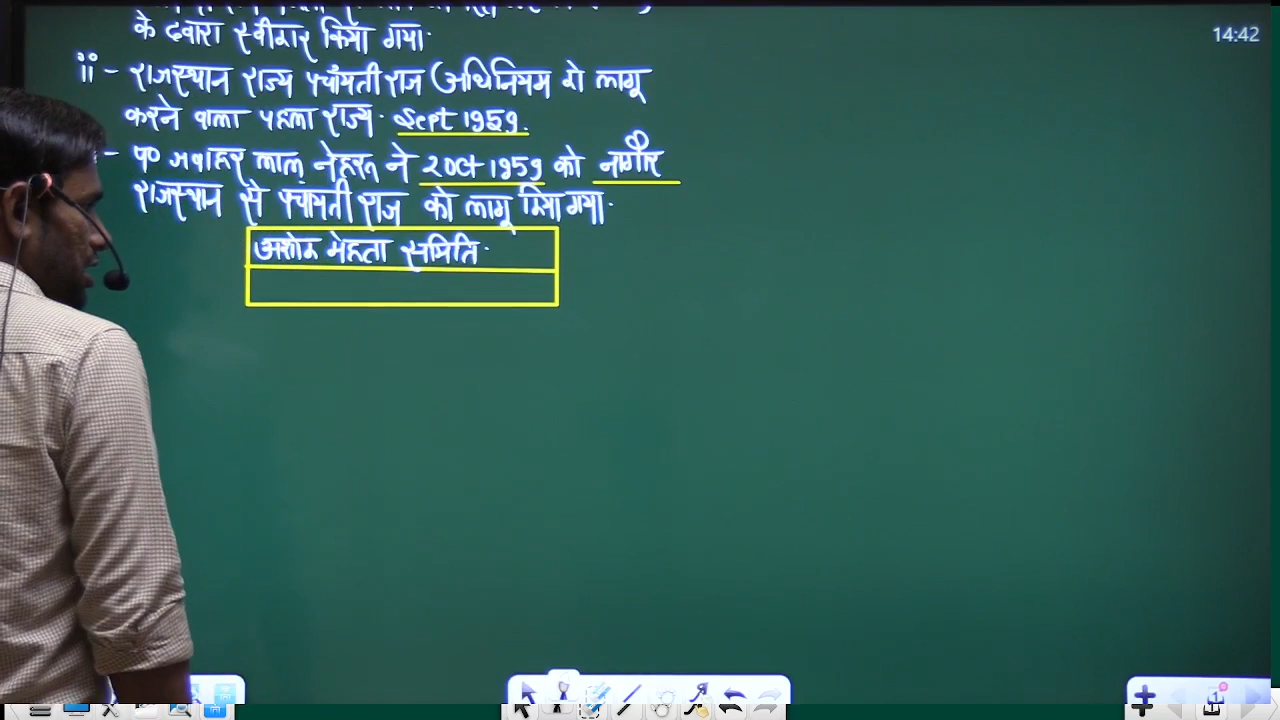 14:42
के द्वारा स्वीकार किया गया.
ii - राजस्थान राज्य पंचायती राज अधिनियम को लागू
करने वाला पहला राज्य. Sept 1959.
- पं० जवाहर लाल नेहरू ने 2 Oct 1959 को नागौर
राजस्थान से पंचायती राज को लागू किया गया.
अशोक मेहता समिति.